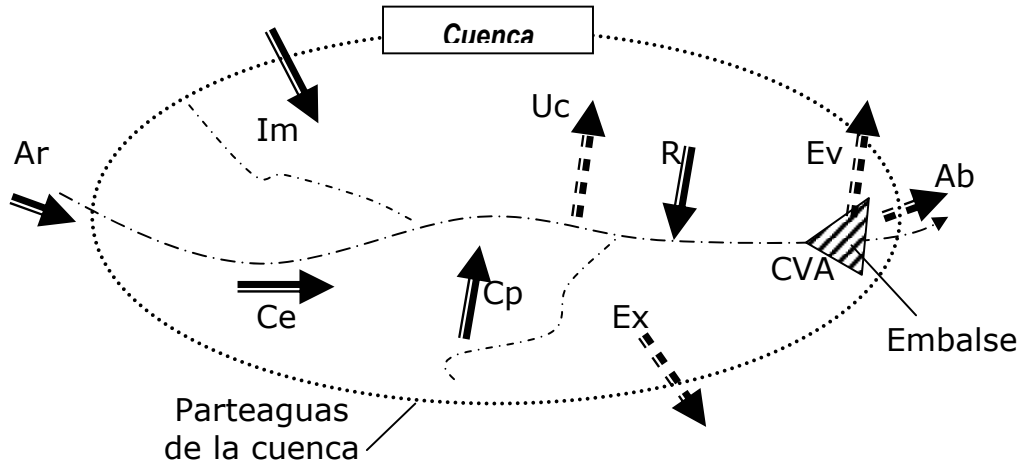 Cuenca
Im
Uc
Ar
R
Ev
Ab
CVA
Ce
Cp
Ex
Embalse
Parteaguas
de la cuenca